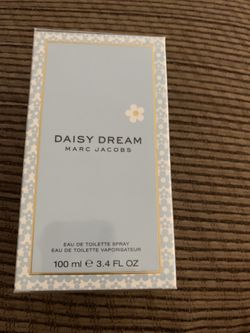 DAISY DREAM
MARC JACOBS
EAU DE TOILETTE SPRAY
EAU DE TOILETTE VAPORISATEUR
100 ml ℮ 3.4 FL OZ